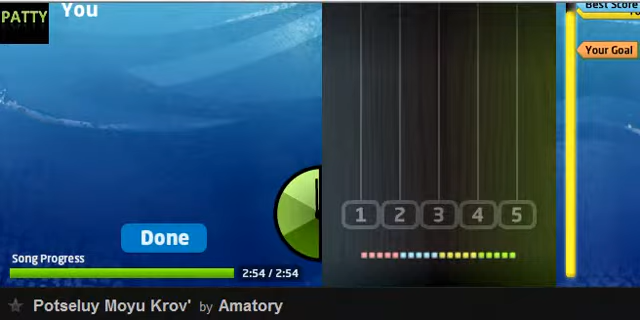 PATTY
You
Best Score
Your Goal
1 2 3 4 5
Done
Song Progress
2:54 / 2:54
Potseluy Moyu Krov' by Amatory